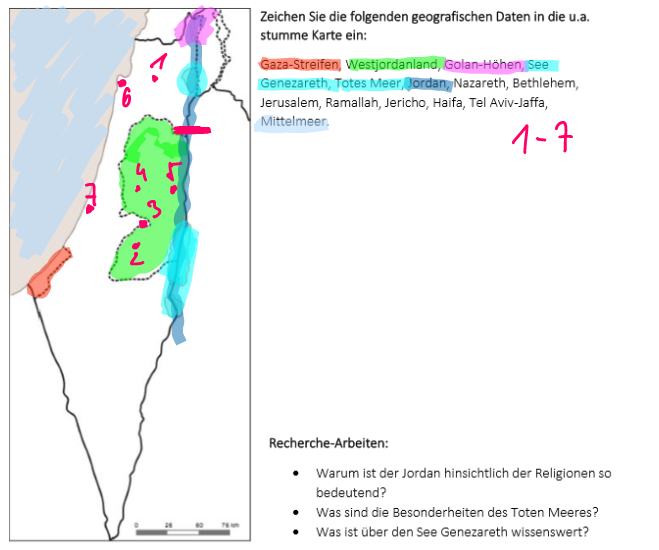 Zeichen Sie die folgenden geografischen Daten in die u.a.
stumme Karte ein:
Gaza-Streifen, Westjordanland, Golan-Höhen, See
Genezareth, Totes Meer, Jordan, Nazareth, Bethlehem,
Jerusalem, Ramallah, Jericho, Haifa, Tel Aviv-Jaffa,
Mittelmeer.
1-7
1
6
4
5
7
3
2
Recherche-Arbeiten:
• Warum ist der Jordan hinsichtlich der Religionen so
bedeutend?
• Was sind die Besonderheiten des Toten Meeres?
• Was ist über den See Genezareth wissenswert?
0 25 50 75 km